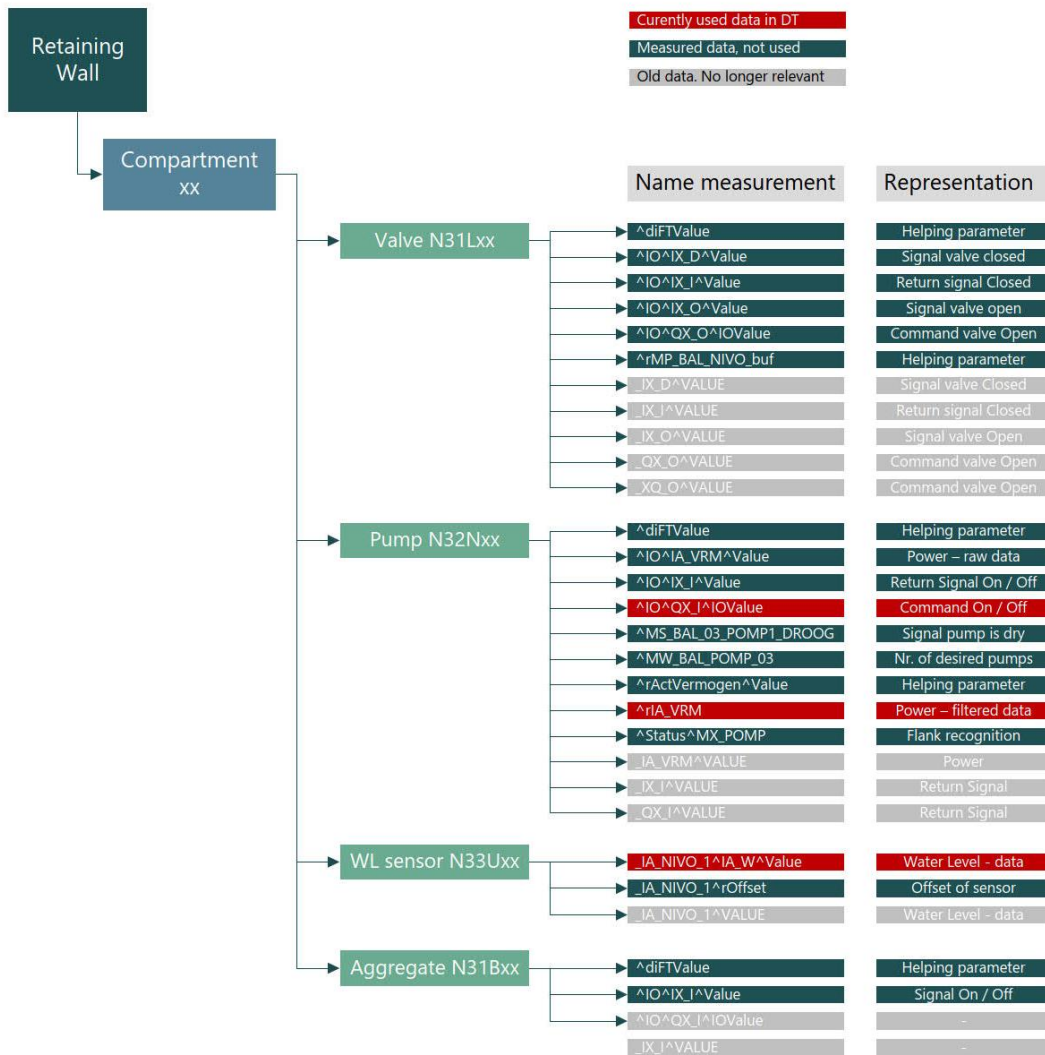 Retaining
Wall
Curently used data in DT
Measured data, not used
Old data. No longer relevant
Compartment
xx
Name measurement Representation
Valve N31Lxx
^diFTValue Helping parameter
^IO^IX_D^Value Signal valve closed
^IO^IX_I^Value Return signal Closed
^IO^IX_O^Value Signal valve open
^IO^QX_O^IOValue Command valve Open
^rMP_BAL_NIVO_buf Helping parameter
_IX_D^VALUE Signal valve Closed
_IX_I^VALUE Return signal Closed
_IX_O^VALUE Signal valve Open
_QX_O^VALUE Command valve Open
_XQ_O^VALUE Command valve Open
Pump N32Nxx
^diFTValue Helping parameter
^IO^IA_VRM^Value Power – raw data
^IO^IX_I^Value Return Signal On / Off
^IO^QX_I^IOValue Command On / Off
^MS_BAL_03_POMP1_DROOG Signal pump is dry
^MW_BAL_POMP_03 Nr. of desired pumps
^rActVermogen^Value Helping parameter
^rIA_VRM Power – filtered data
^Status^MX_POMP Flank recognition
_IA_VRM^VALUE Power
_IX_I^VALUE Return Signal
_QX_I^VALUE Return Signal
WL sensor N33Uxx
_IA_NIVO_1^IA_W^Value Water Level - data
_IA_NIVO_1^rOffset Offset of sensor
_IA_NIVO_1^VALUE Water Level - data
Aggregate N31Bxx
^diFTValue Helping parameter
^IO^IX_I^Value Signal On / Off
^IO^QX_I^IOValue -
_IX_I^VALUE -